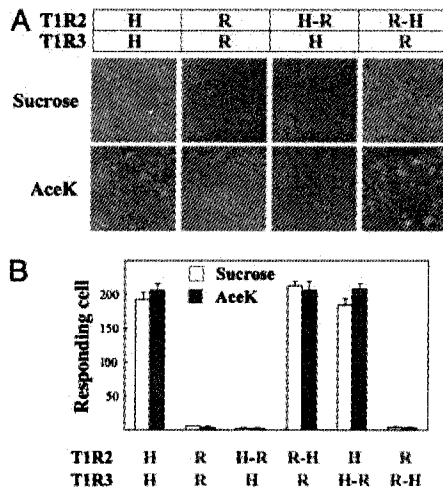 A
T1R2 H R H-R R-H
T1R3 H R H R
Sucrose
AceK
B
Sucrose
AceK
Responding cell
200
150
100
50
T1R2 H R H-R R-H H R
T1R3 H R H R H-R R-H